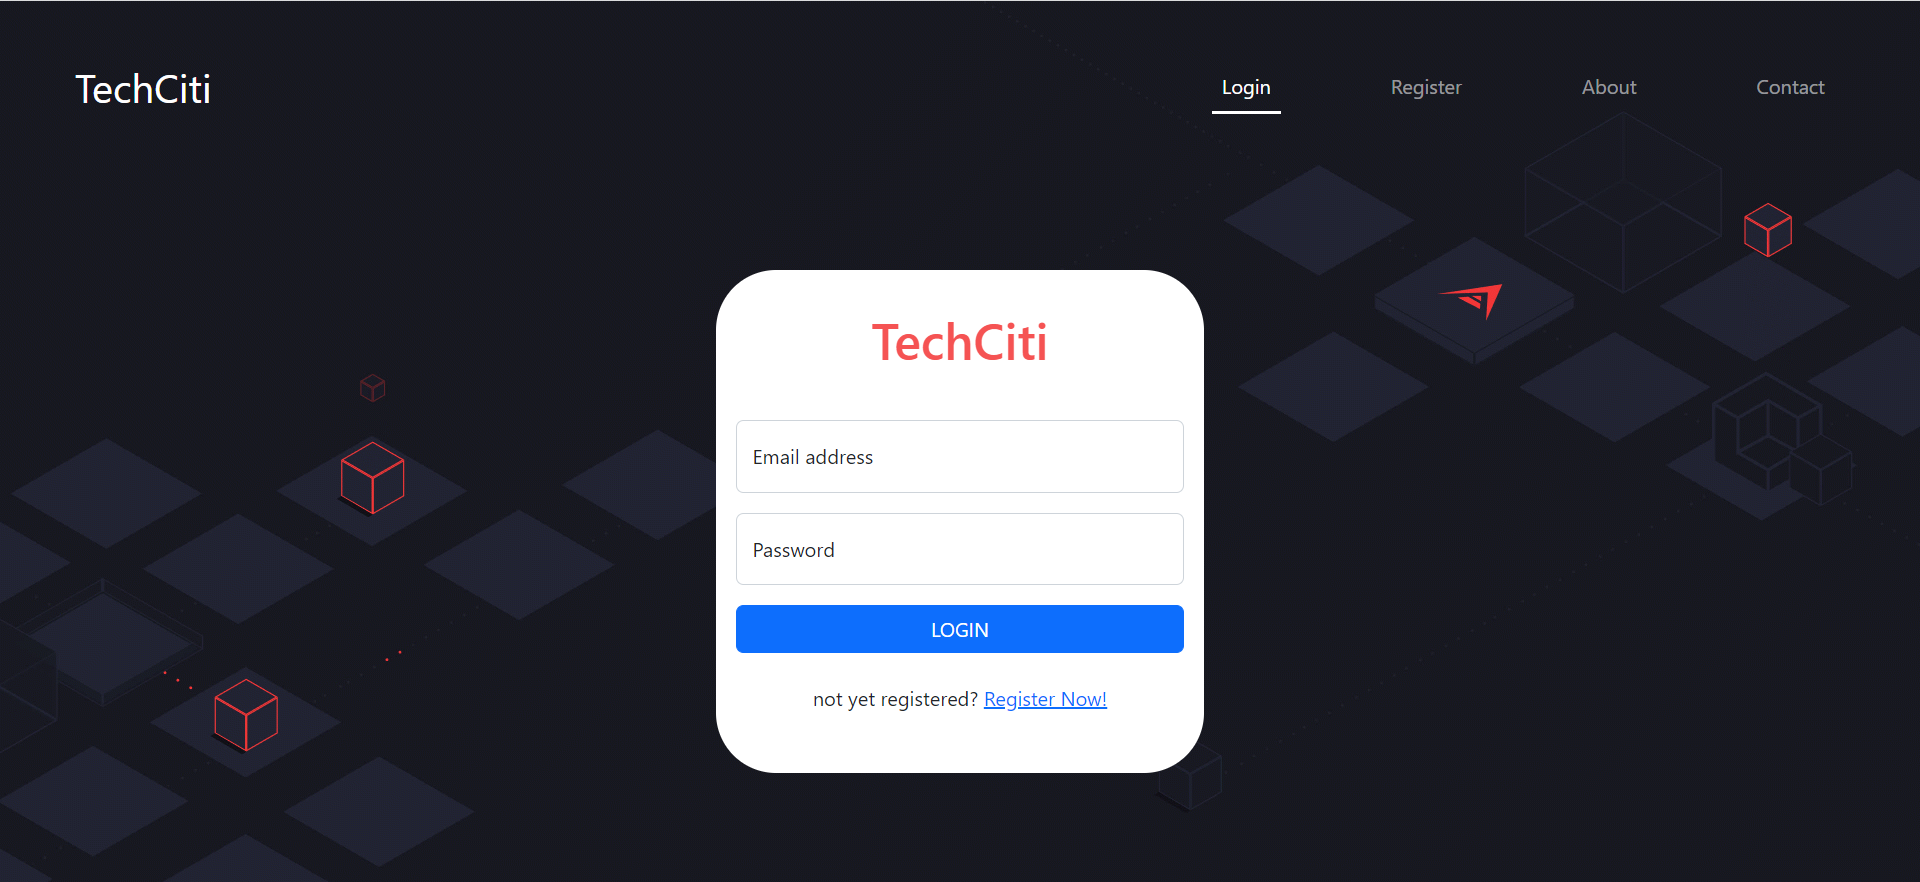 TechCiti
Login Register About Contact
TechCiti
Email address
Password
LOGIN
not yet registered? Register Now!